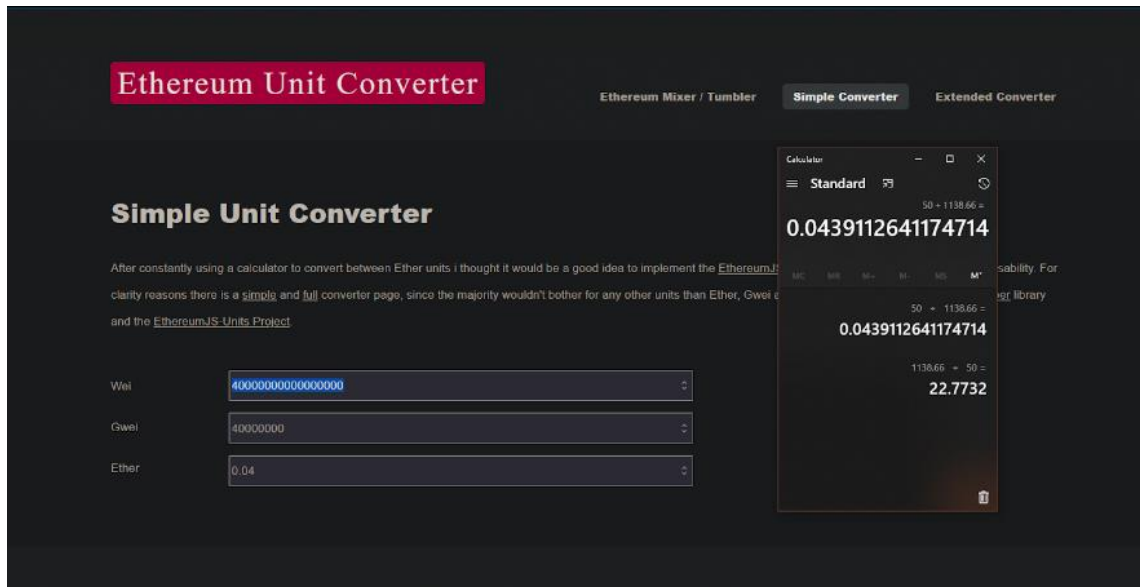 Ethereum Unit Converter
Ethereum Mixer / Tumbler
Simple Converter
Extended Converter
Simple Unit Converter
After constantly using a calculator to convert between Ether units i thought it would be a good idea to implement the EthereumJS sability. For
clarity reasons there is a simple and full converter page, since the majority wouldn't bother for any other units than Ether, Gwei library
and the EthereumJS-Units Project.
Wei
40000000000000000
Gwei
40000000
Ether
0.04
Calculator
Standard
50 ÷ 1138.66 =
0.0439112641174714
MC MR M+ M- MS M˅
50 ÷ 1138.66 =
0.0439112641174714
1138.66 ÷ 50 =
22.7732